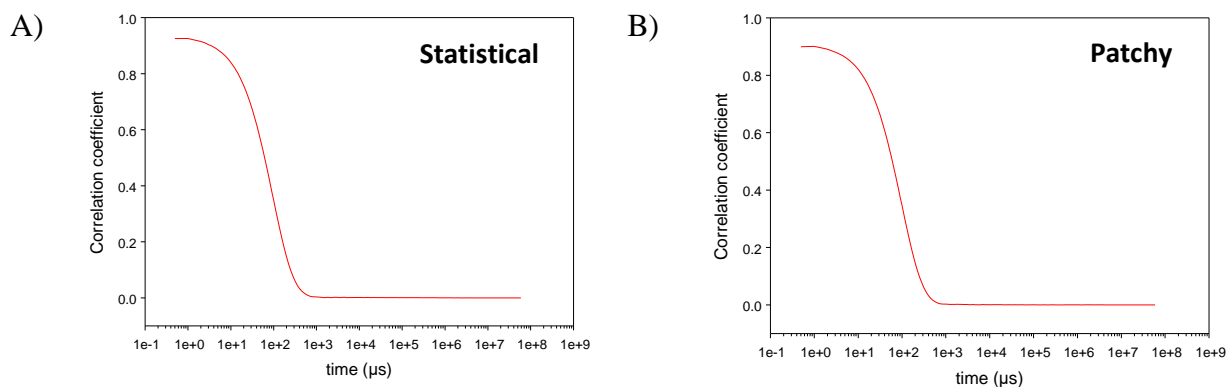 A)
Statistical
Correlation coefficient
1.0
0.8
0.6
0.4
0.2
0.0
1e-1 1e+0 1e+1 1e+2 1e+3 1e+4 1e+5 1e+6 1e+7 1e+8 1e+9
time (µs)
B)
Patchy
Correlation coefficient
1.0
0.8
0.6
0.4
0.2
0.0
1e-1 1e+0 1e+1 1e+2 1e+3 1e+4 1e+5 1e+6 1e+7 1e+8 1e+9
time (µs)